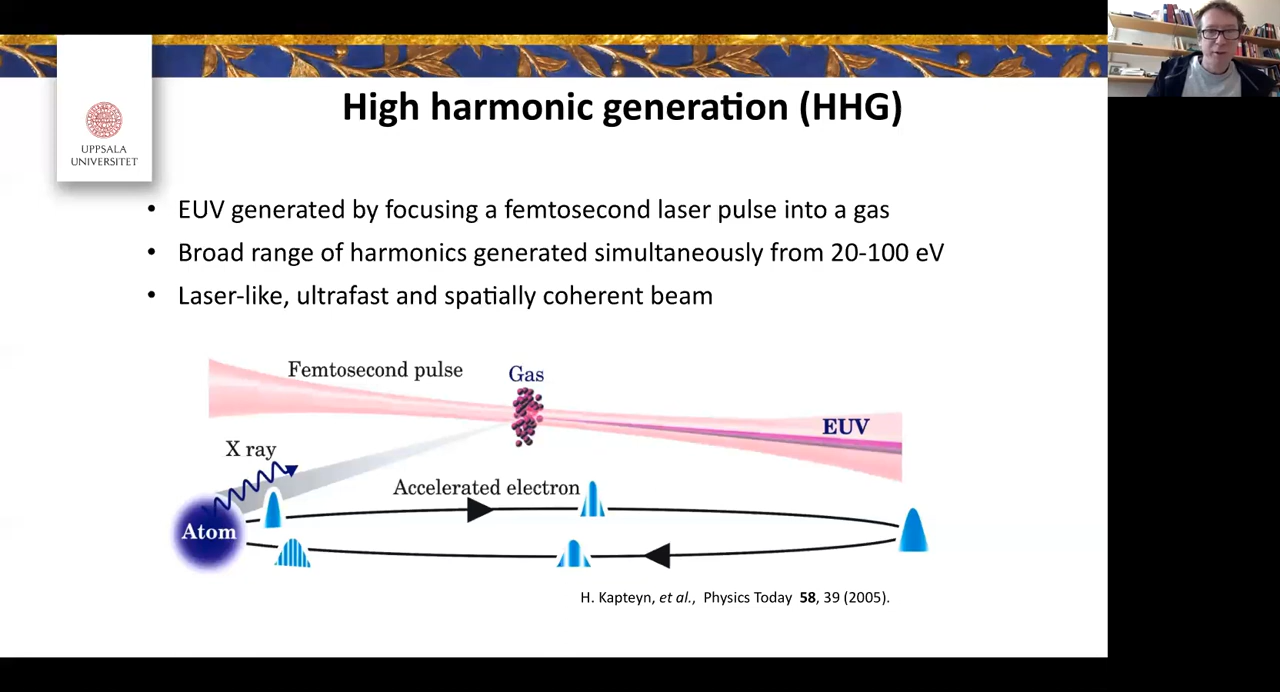 High harmonic generation (HHG)
UPPSALA
UNIVERSITET
• EUV generated by focusing a femtosecond laser pulse into a gas
• Broad range of harmonics generated simultaneously from 20-100 eV
• Laser-like, ultrafast and spatially coherent beam
Femtosecond pulse
Gas
EUV
X ray
Accelerated electron
Atom
H. Kapteyn, et al., Physics Today 58, 39 (2005).